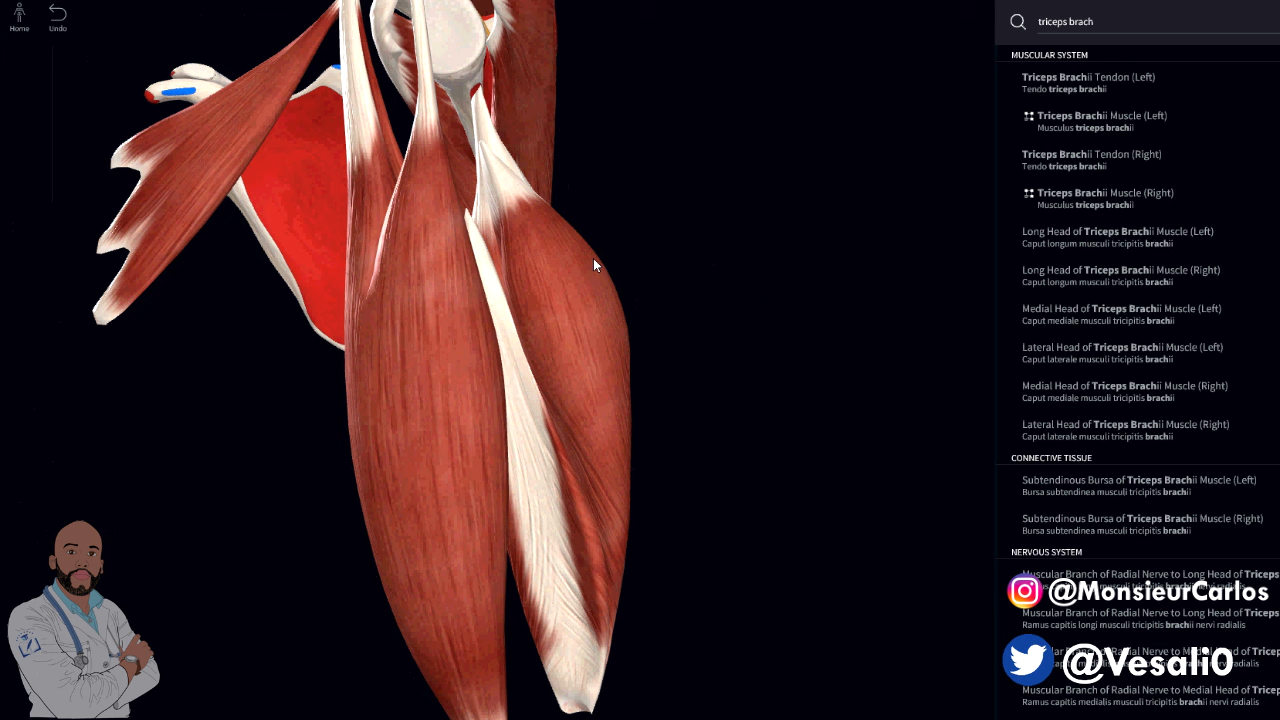 Home
Undo
triceps brach
MUSCULAR SYSTEM
Triceps Brachii Tendon (Left)
Tendo triceps brachii
Triceps Brachii Muscle (Left)
Musculus triceps brachii
Triceps Brachii Tendon (Right)
Tendo triceps brachii
Triceps Brachii Muscle (Right)
Musculus triceps brachii
Long Head of Triceps Brachii Muscle (Left)
Caput longum musculi tricipitis brachii
Long Head of Triceps Brachii Muscle (Right)
Caput longum musculi tricipitis brachii
Medial Head of Triceps Brachii Muscle (Left)
Caput mediale musculi tricipitis brachii
Lateral Head of Triceps Brachii Muscle (Left)
Caput laterale musculi tricipitis brachii
Medial Head of Triceps Brachii Muscle (Right)
Caput mediale musculi tricipitis brachii
Lateral Head of Triceps Brachii Muscle (Right)
Caput laterale musculi tricipitis brachii
CONNECTIVE TISSUE
Subtendinous Bursa of Triceps Brachii Muscle (Left)
Bursa subtendinea musculi tricipitis brachii
Subtendinous Bursa of Triceps Brachii Muscle (Right)
Bursa subtendinea musculi tricipitis brachii
NERVOUS SYSTEM
Muscular Branch of Radial Nerve to Long Head of Triceps
@MonsieurCarlos
Muscular Branch of Radial Nerve to Long Head of Triceps
Ramus capitis longi musculi tricipitis brachii nervi radialis
@Vesali0
Muscular Branch of Radial Nerve to Medial Head of Tricep
Ramus capitis medialis musculi tricipitis brachii nervi radialis